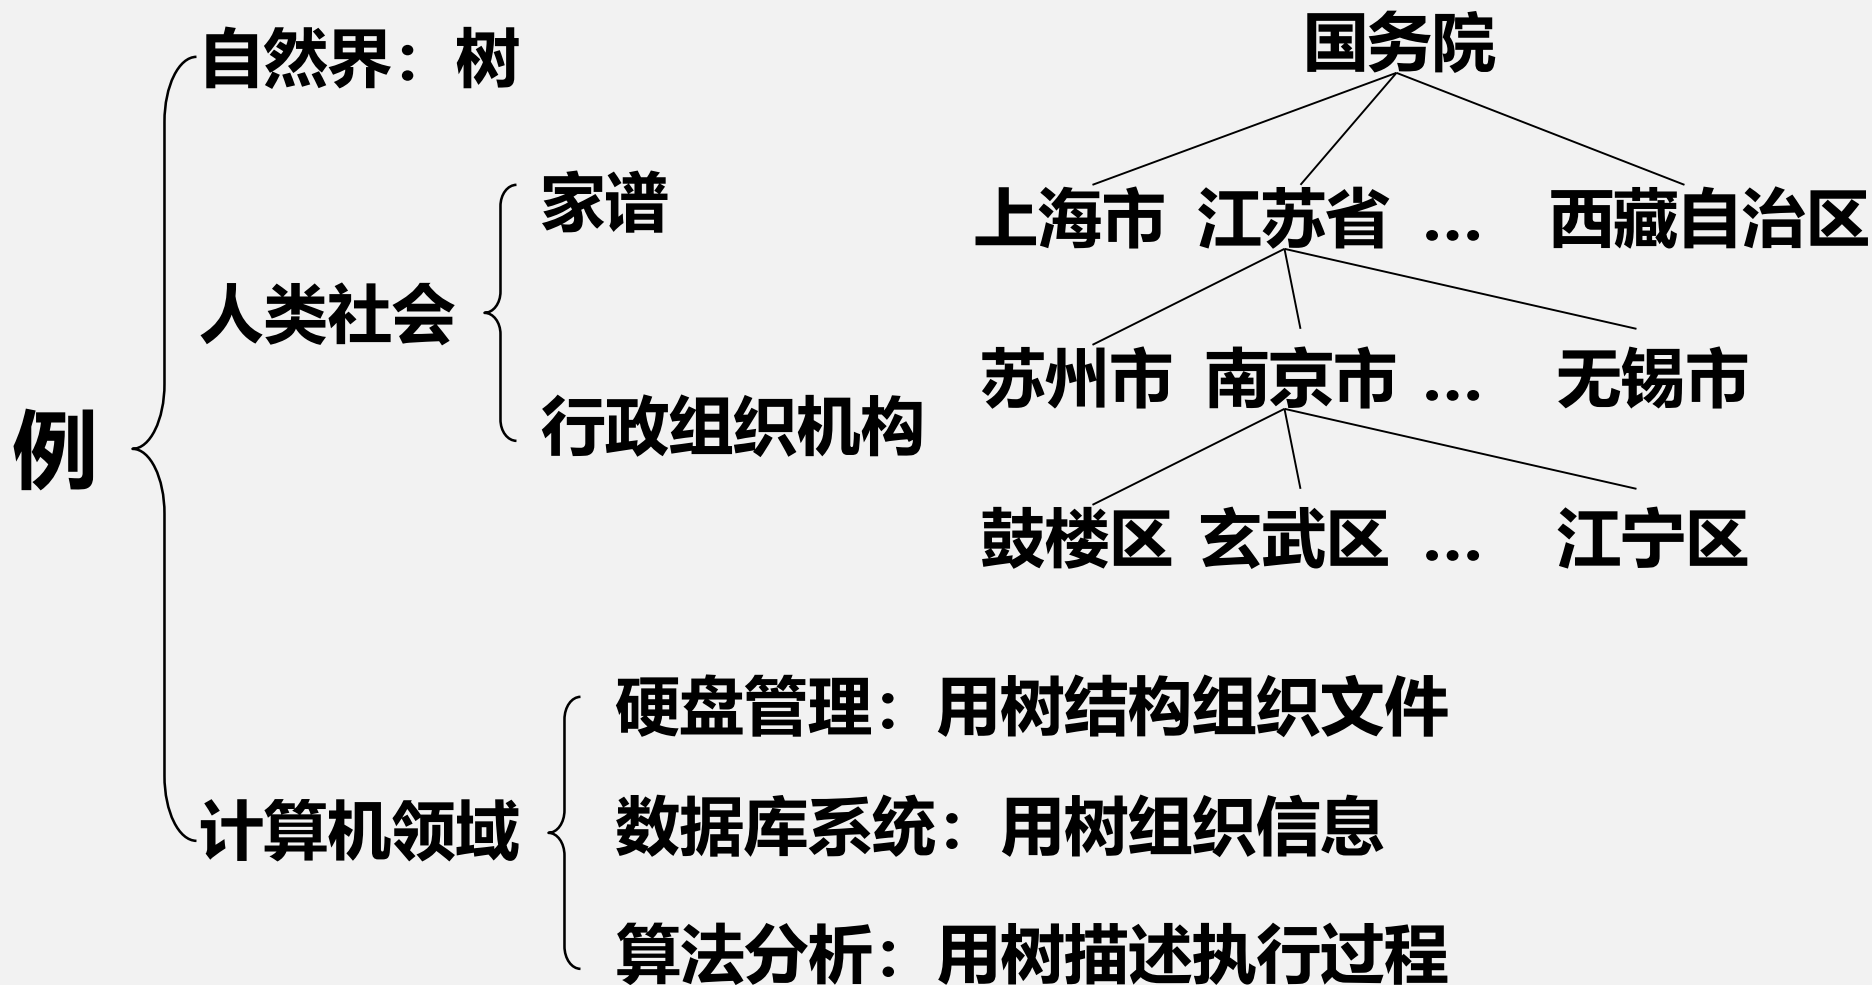 国务院
自然界：树
家谱
上海市 江苏省 … 西藏自治区
人类社会
苏州市 南京市 … 无锡市
行政组织机构
例
鼓楼区 玄武区 … 江宁区
硬盘管理：用树结构组织文件
计算机领域
数据库系统：用树组织信息
算法分析：用树描述执行过程